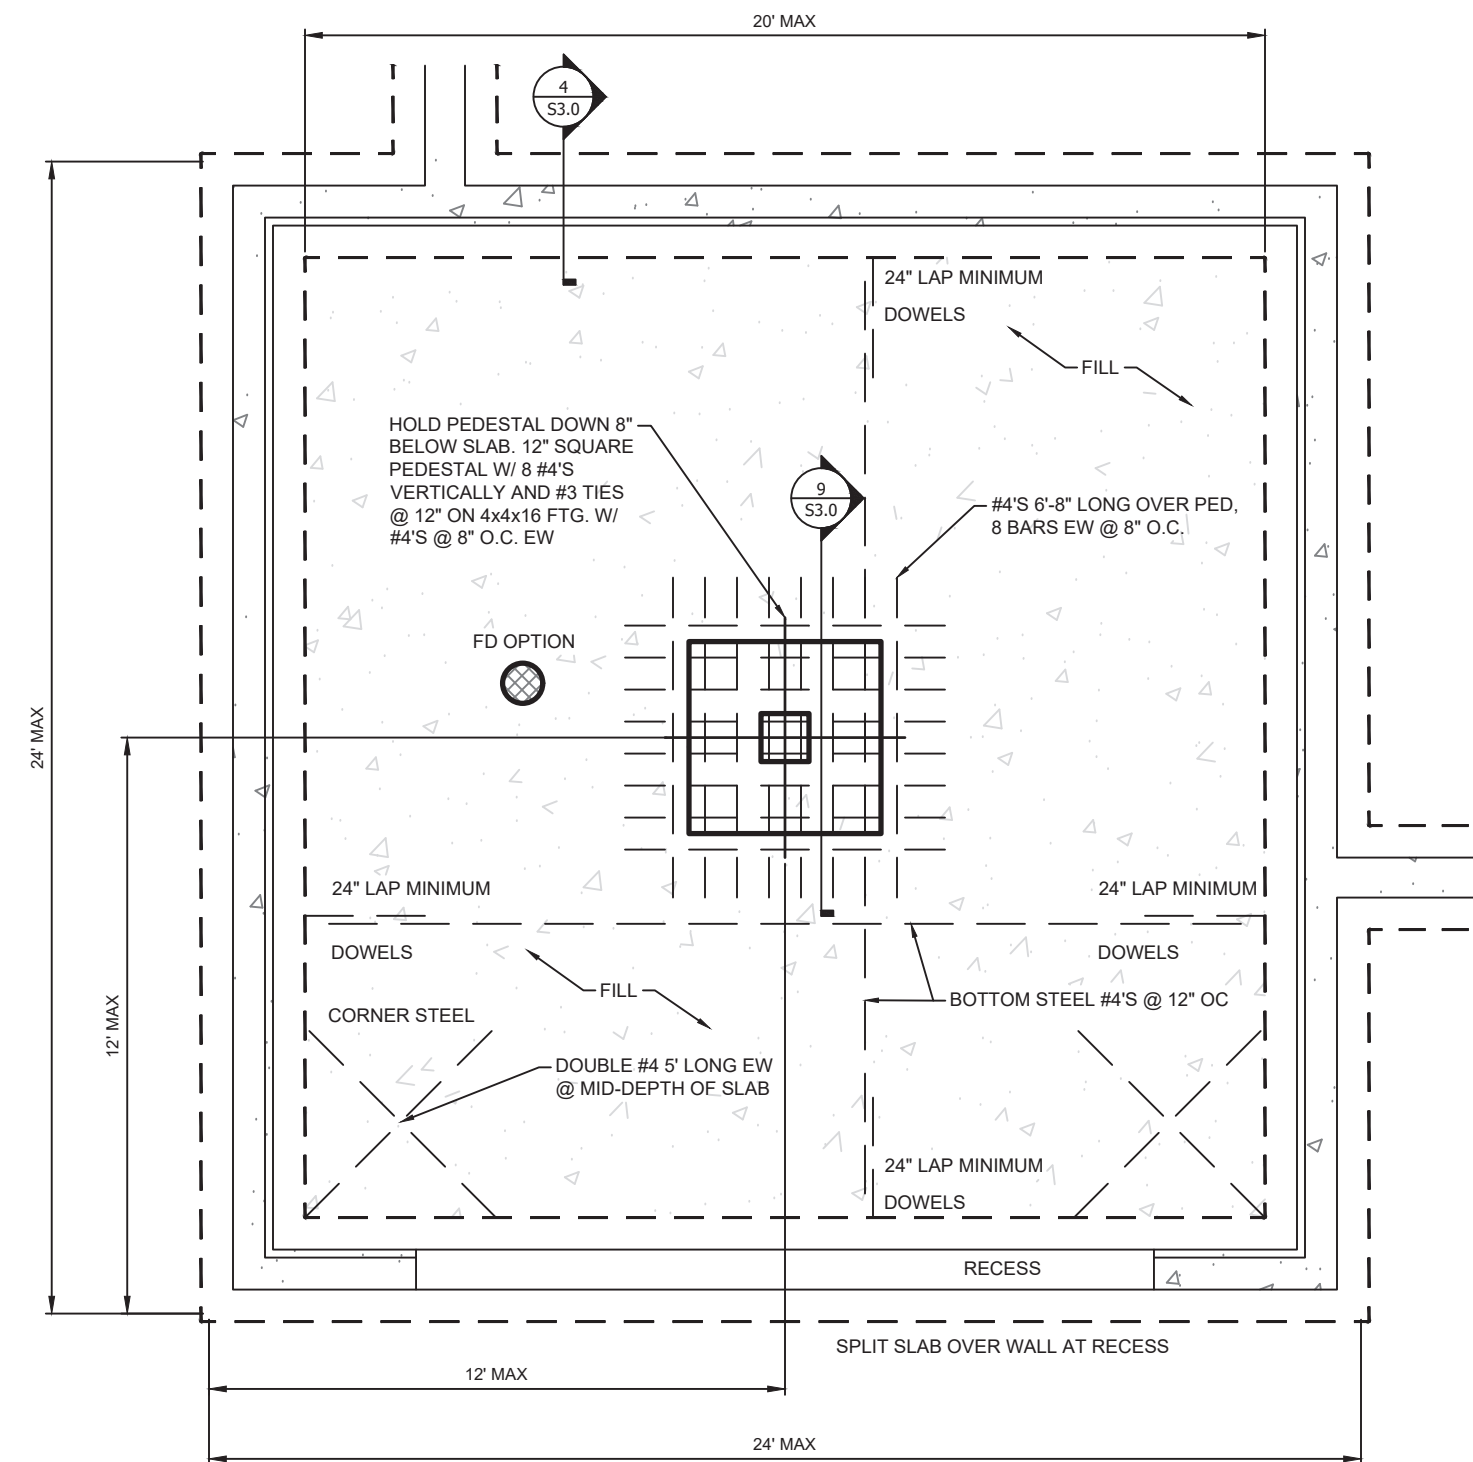 20' MAX
4
S3.0
24" LAP MINIMUM
DOWELS
FILL
HOLD PEDESTAL DOWN 8"
BELOW SLAB. 12" SQUARE
PEDESTAL W/ 8 #4'S
VERTICALLY AND #3 TIES
@ 12" ON 4x4x16 FTG. W/
#4'S @ 8" O.C. EW
9
S3.0
#4'S 6'-8" LONG OVER PED,
8 BARS EW @ 8" O.C.
FD OPTION
24' MAX
24" LAP MINIMUM
24" LAP MINIMUM
DOWELS
DOWELS
FILL
BOTTOM STEEL #4'S @ 12" OC
12' MAX
CORNER STEEL
DOUBLE #4 5' LONG EW
@ MID-DEPTH OF SLAB
24" LAP MINIMUM
DOWELS
RECESS
SPLIT SLAB OVER WALL AT RECESS
12' MAX
24' MAX